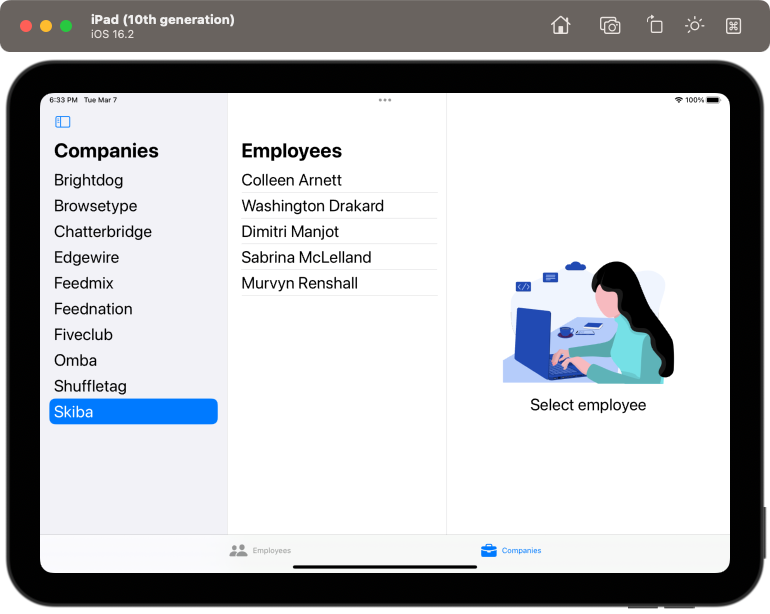 iPad (10th generation)
iOS 16.2
6:33 PM Tue Mar 7
100%
Companies
Brightdog
Browsetype
Chatterbridge
Edgewire
Feedmix
Feednation
Fiveclub
Omba
Shuffletag
Skiba
Employees
Colleen Arnett
Washington Drakard
Dimitri Manjot
Sabrina McLelland
Murvyn Renshall
</>
Select employee
Employees
Companies